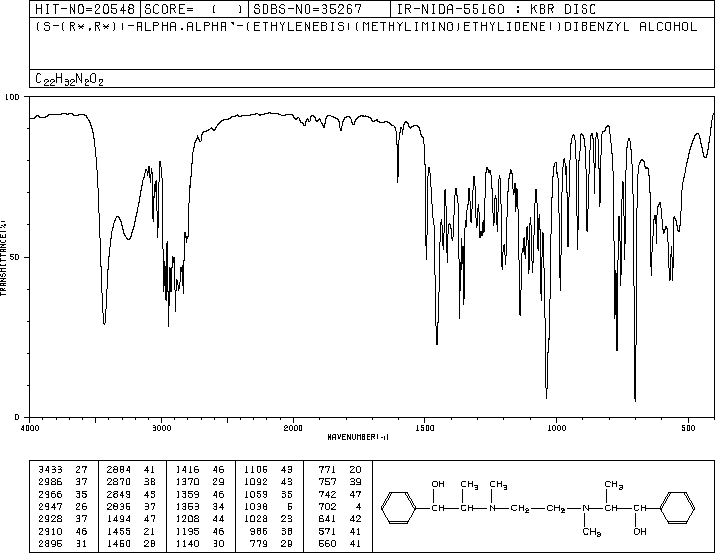 HIT-NO=20548 SCORE= ( ) SDBS-NO=35267 IR-NIDA-55160 : KBR DISC
(S-(R*,R*))-ALPHA,ALPHA'-(ETHYLENEBIS((METHYLIMINO)ETHYLIDENE))DIBENZYL ALCOHOL
C22H32N2O2
100
TRANSMITTANCE(%)
50
0
4000 3000 2000 1500 1000 500
WAVENUMBER(-1)
3433 27 2884 41 1416 46 1106 43 771 20
2986 37 2870 38 1370 29 1092 43 757 39
2966 35 2849 45 1359 46 1059 35 742 47
2947 26 2836 37 1353 34 1038 5 702 4
2928 37 1494 47 1208 44 1028 23 641 42
2910 46 1455 21 1195 46 986 38 571 41
2895 31 1450 28 1140 30 779 29 560 41
OH CH3 CH3 CH3
CH CH N CH2 CH2 N CH CH
CH3 OH